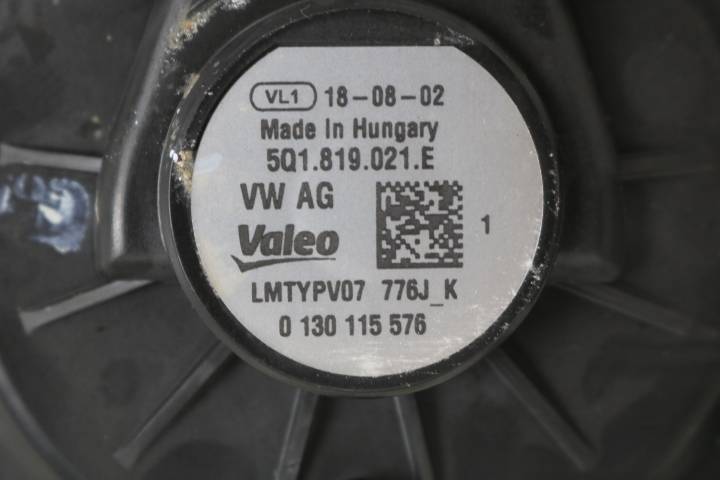 VL1 18-08-02
Made In Hungary
5Q1.819.021.E
VW AG
Valeo
1
LMTYPV07 776J_K
0 130 115 576